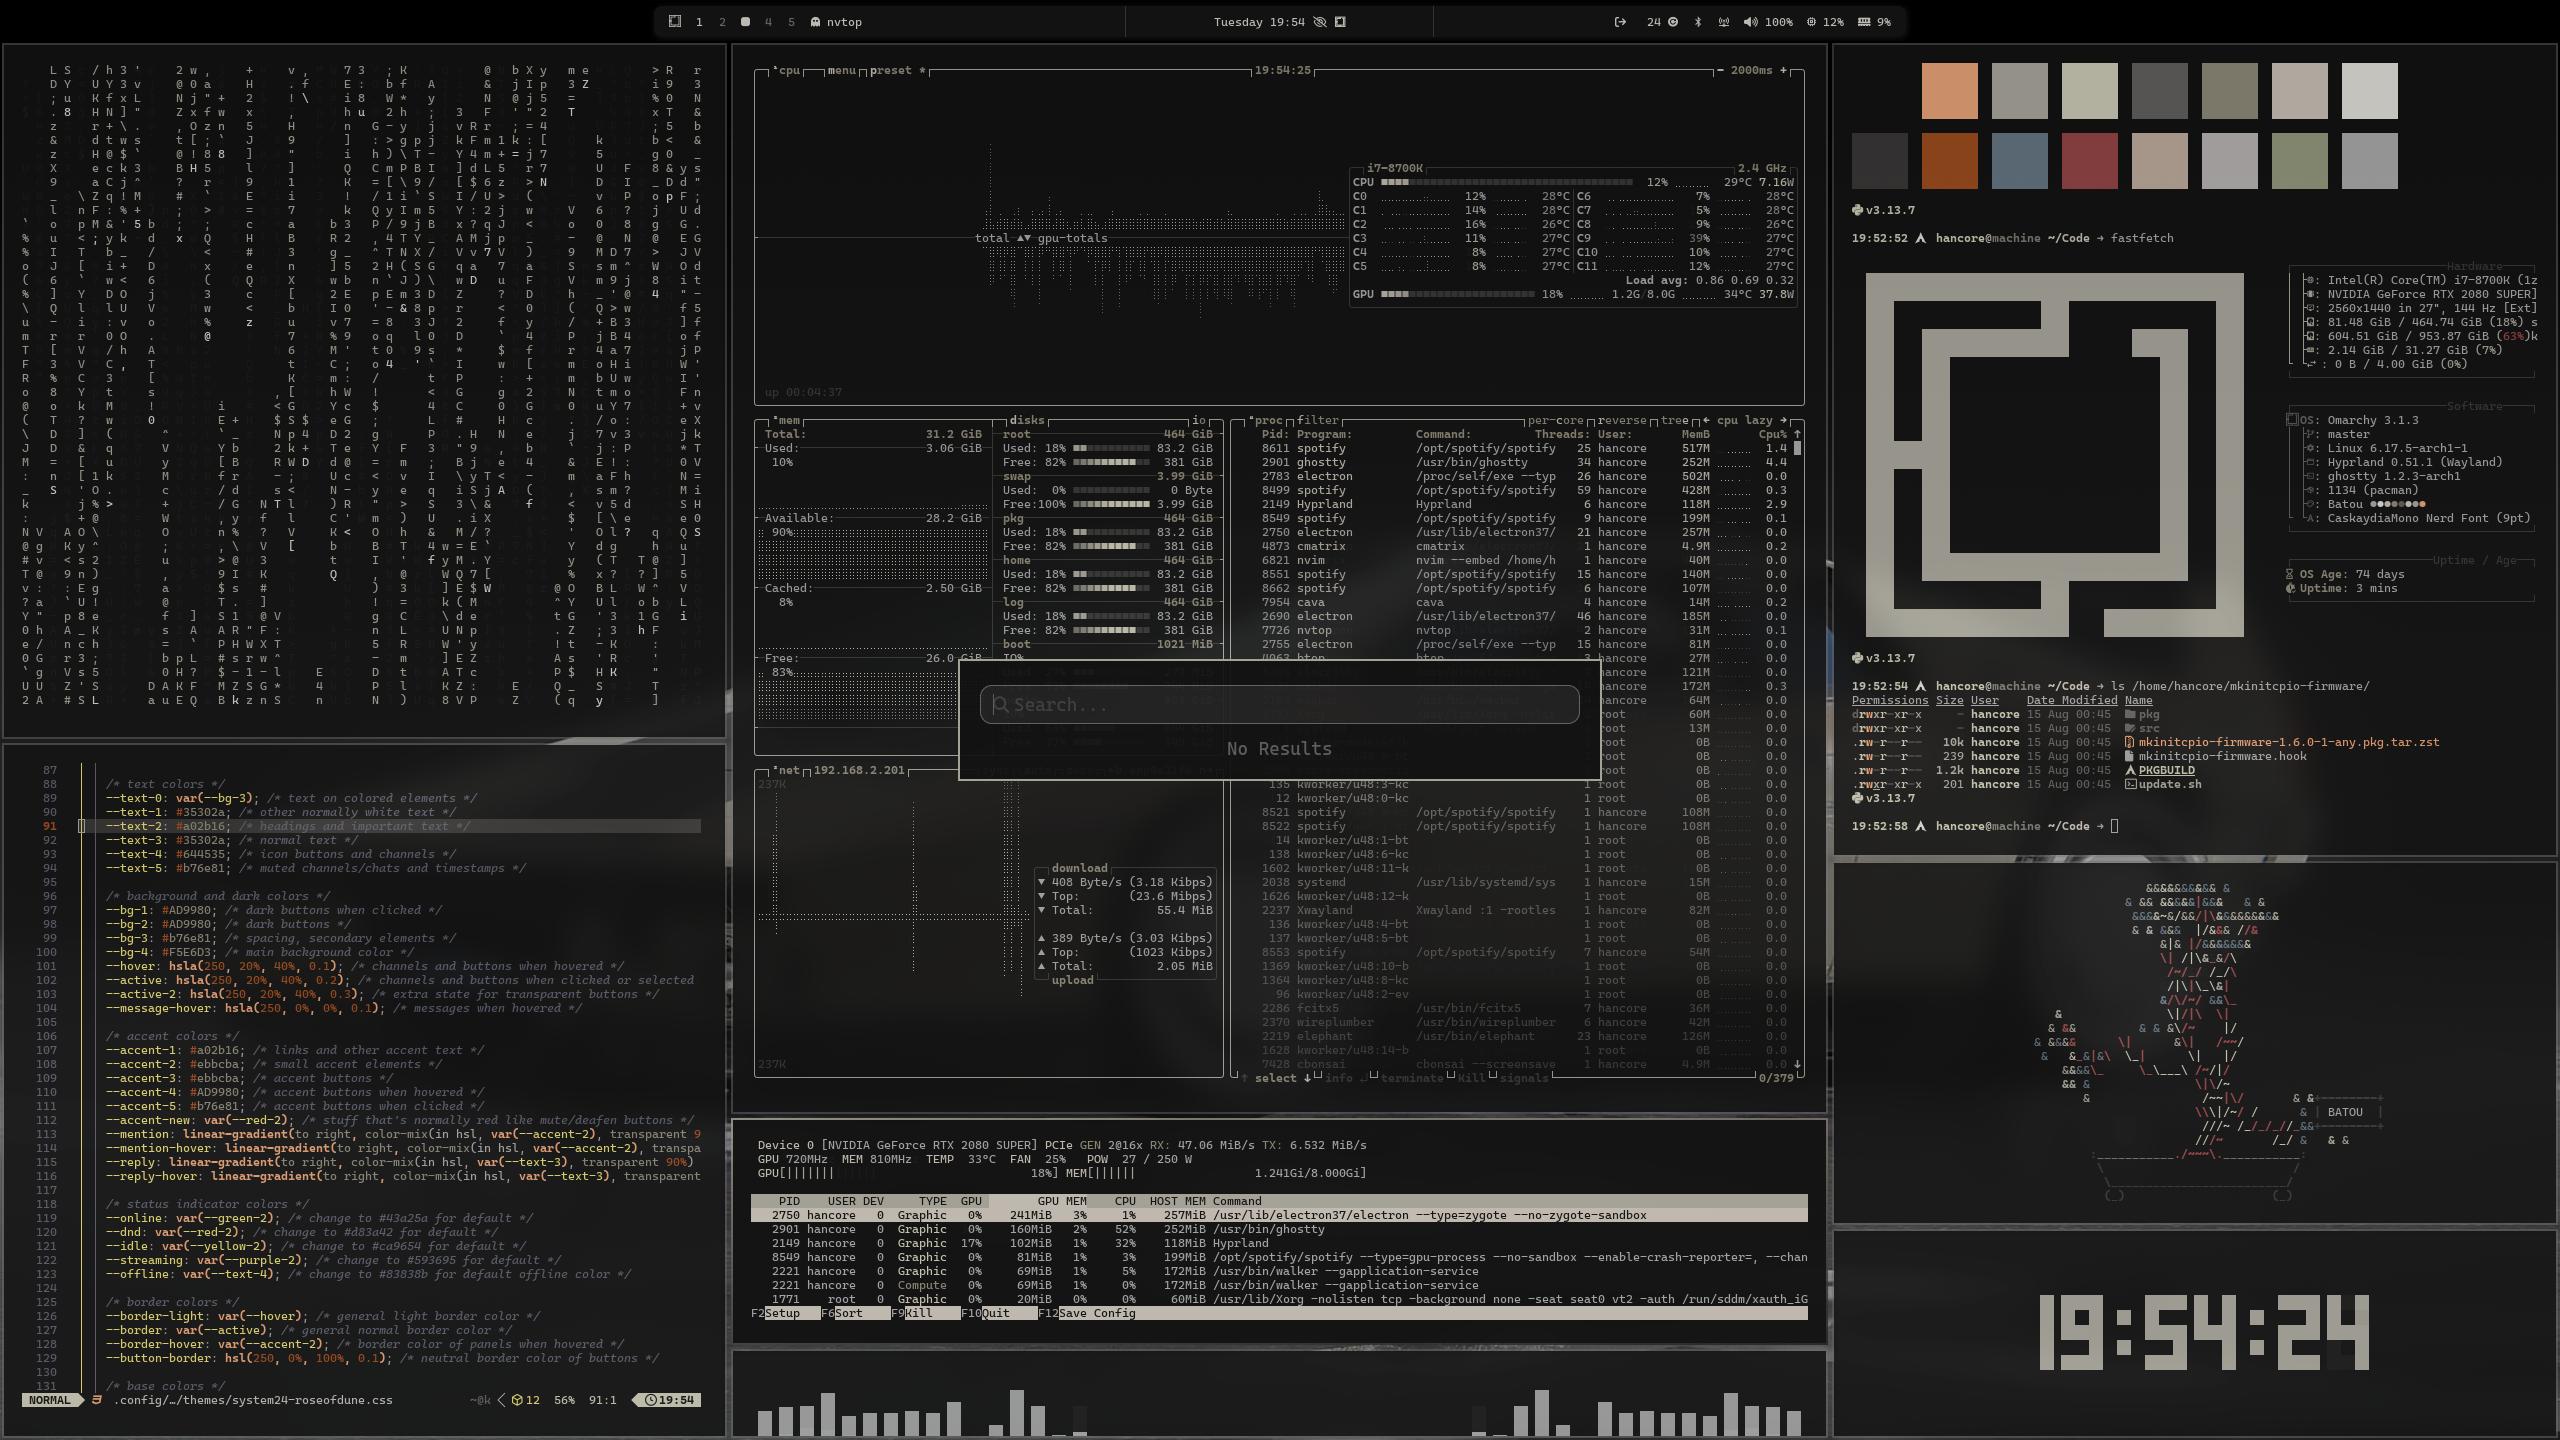 1 2 4 5 nvtop
Tuesday 19:54
24 100% 12% 9%
cpu menu preset * 19:54:25 - 2000ms +
i7-8700K 2.4 GHz
CPU 12% 29°C 7.16W
C0 12% 28°C C6 7% 28°C
C1 14% 28°C C7 5% 28°C
C2 16% 26°C C8 9% 26°C
C3 11% 27°C C9 39% 27°C
C4 8% 27°C C10 10% 27°C
C5 8% 27°C C11 12% 27°C
Load avg: 0.86 0.69 0.32
GPU 18% 1.2G/8.0G 34°C 37.8W
total ▲▼ gpu-totals
up 00:04:37
mem disks io
Total: 31.2 GiB
Used: 3.06 GiB
10%
Available: 28.2 GiB
90%
Cached: 2.50 GiB
8%
Free: 26.0
83%
root 464 GiB
Used: 18% 83.2 GiB
Free: 82% 381 GiB
swap 3.99 GiB
Used: 0% 0 Byte
Free:100% 3.99 GiB
pkg 464 GiB
Used: 18% 83.2 GiB
Free: 82% 381 GiB
home 464 GiB
Used: 18% 83.2 GiB
Free: 82% 381 GiB
log 464 GiB
Used: 18% 83.2 GiB
Free: 82% 381 GiB
boot 1021 MiB
proc filter per-core reverse tree ← cpu lazy →
Pid: Program: Command: Threads: User: MemB Cpu% ↑
8611 spotify /opt/spotify/spotify 25 hancore 517M 1.4
2901 ghostty /usr/bin/ghostty 34 hancore 252M 4.4
2783 electron /proc/self/exe --typ 26 hancore 502M 0.0
8499 spotify /opt/spotify/spotify 59 hancore 428M 0.3
2149 Hyprland Hyprland 6 hancore 118M 2.9
8549 spotify /opt/spotify/spotify 9 hancore 199M 0.1
2750 electron /usr/lib/electron37/ 21 hancore 257M 0.0
4873 cmatrix cmatrix 1 hancore 4.9M 0.2
6821 nvim nvim --embed /home/h 1 hancore 40M 0.0
8551 spotify /opt/spotify/spotify 15 hancore 140M 0.0
8662 spotify /opt/spotify/spotify 6 hancore 107M 0.0
7954 cava cava 4 hancore 14M 0.2
2690 electron /usr/lib/electron37/ 46 hancore 185M 0.0
7726 nvtop nvtop 2 hancore 31M 0.1
2755 electron /proc/self/exe --typ 15 hancore 81M 0.0
hancore 27M 0.0
hancore 121M 0.0
hancore 172M 0.3
hancore 64M 0.0
root 60M 0.0
root 13M 0.0
root 0B 0.0
root 0B 0.0
root 0B 0.0
135 kworker/u48:3-kc 1 root 0B 0.0
12 kworker/u48:0-kc 1 root 0B 0.0
8521 spotify /opt/spotify/spotify 1 hancore 108M 0.0
8522 spotify /opt/spotify/spotify 1 hancore 108M 0.0
14 kworker/u48:1-bt 1 root 0B 0.0
138 kworker/u48:6-kc 1 root 0B 0.0
1602 kworker/u48:11-k 1 root 0B 0.0
2038 systemd /usr/lib/systemd/sys 1 hancore 15M 0.0
1626 kworker/u48:12-k 1 root 0B 0.0
2237 Xwayland Xwayland :1 -rootles 1 hancore 82M 0.0
136 kworker/u48:4-bt 1 root 0B 0.0
137 kworker/u48:5-bt 1 root 0B 0.0
8553 spotify /opt/spotify/spotify 7 hancore 54M 0.0
1369 kworker/u48:10-b 1 root 0B 0.0
1364 kworker/u48:8-kc 1 root 0B 0.0
96 kworker/u48:2-ev 1 root 0B 0.0
2286 fcitx5 /usr/bin/fcitx5 7 hancore 36M 0.0
2370 wireplumber /usr/bin/wireplumber 6 hancore 42M 0.0
2219 elephant /usr/bin/elephant 23 hancore 126M 0.0
1628 kworker/u48:14-b 1 root 0B 0.0
7428 cbonsai cbonsai --screensave 1 hancore 4.9M 0.0 ↓
↑ select ↓ info ↵ terminate Kill signals 0/379
Search...
No Results
net 192.168.2.201
237K
download
▼ 408 Byte/s (3.18 Kibps)
▼ Top: (23.6 Mibps)
▼ Total: 55.4 MiB
▲ 389 Byte/s (3.03 Kibps)
▲ Top: (1023 Kibps)
▲ Total: 2.05 MiB
upload
237K
87
88 /* text colors */
89 --text-0: var(--bg-3); /* text on colored elements */
90 --text-1: #35302a; /* other normally white text */
91 --text-2: #a02b16; /* headings and important text */
92 --text-3: #35302a; /* normal text */
93 --text-4: #644535; /* icon buttons and channels */
94 --text-5: #b76e81; /* muted channels/chats and timestamps */
95
96 /* background and dark colors */
97 --bg-1: #AD9980; /* dark buttons when clicked */
98 --bg-2: #AD9980; /* dark buttons */
99 --bg-3: #b76e81; /* spacing, secondary elements */
100 --bg-4: #F5E6D3; /* main background color */
101 --hover: hsla(250, 20%, 40%, 0.1); /* channels and buttons when hovered */
102 --active: hsla(250, 20%, 40%, 0.2); /* channels and buttons when clicked or selected
103 --active-2: hsla(250, 20%, 40%, 0.3); /* extra state for transparent buttons */
104 --message-hover: hsla(250, 0%, 0%, 0.1); /* messages when hovered */
105
106 /* accent colors */
107 --accent-1: #a02b16; /* links and other accent text */
108 --accent-2: #ebbcba; /* small accent elements */
109 --accent-3: #ebbcba; /* accent buttons */
110 --accent-4: #AD9980; /* accent buttons when hovered */
111 --accent-5: #b76e81; /* accent buttons when clicked */
112 --accent-new: var(--red-2); /* stuff that's normally red like mute/deafen buttons */
113 --mention: linear-gradient(to right, color-mix(in hsl, var(--accent-2), transparent 9
114 --mention-hover: linear-gradient(to right, color-mix(in hsl, var(--accent-2), transpa
115 --reply: linear-gradient(to right, color-mix(in hsl, var(--text-3), transparent 90%)
116 --reply-hover: linear-gradient(to right, color-mix(in hsl, var(--text-3), transparent
117
118 /* status indicator colors */
119 --online: var(--green-2); /* change to #43a25a for default */
120 --dnd: var(--red-2); /* change to #d83a42 for default */
121 --idle: var(--yellow-2); /* change to #ca9654 for default */
122 --streaming: var(--purple-2); /* change to #593695 for default */
123 --offline: var(--text-4); /* change to #83838b for default offline color */
124
125 /* border colors */
126 --border-light: var(--hover); /* general light border color */
127 --border: var(--active); /* general normal border color */
128 --border-hover: var(--accent-2); /* border color of panels when hovered */
129 --button-border: hsl(250, 0%, 100%, 0.1); /* neutral border color of buttons */
130
131 /* base colors */
NORMAL .config/…/themes/system24-roseofdune.css ~@k 12 56% 91:1 19:54
Device 0 [NVIDIA GeForce RTX 2080 SUPER] PCIe GEN 2@16x RX: 47.06 MiB/s TX: 6.532 MiB/s
GPU 720MHz MEM 810MHz TEMP 33°C FAN 25% POW 27 / 250 W
GPU[||||||| 18%] MEM[|||||| 1.241Gi/8.000Gi]
PID USER DEV TYPE GPU GPU MEM CPU HOST MEM Command
2750 hancore 0 Graphic 0% 241MiB 3% 1% 257MiB /usr/lib/electron37/electron --type=zygote --no-zygote-sandbox
2901 hancore 0 Graphic 0% 160MiB 2% 52% 252MiB /usr/bin/ghostty
2149 hancore 0 Graphic 17% 102MiB 1% 32% 118MiB Hyprland
8549 hancore 0 Graphic 0% 81MiB 1% 3% 199MiB /opt/spotify/spotify --type=gpu-process --no-sandbox --enable-crash-reporter=, --chan
2221 hancore 0 Graphic 0% 69MiB 1% 5% 172MiB /usr/bin/walker --gapplication-service
2221 hancore 0 Compute 0% 69MiB 1% 0% 172MiB /usr/bin/walker --gapplication-service
1771 root 0 Graphic 0% 20MiB 0% 0% 60MiB /usr/lib/Xorg -nolisten tcp -background none -seat seat0 vt2 -auth /run/sddm/xauth_iG
F2Setup F6Sort F9Kill F10Quit F12Save Config
v3.13.7
19:52:52 hancore@machine ~/Code → fastfetch
Hardware
: Intel(R) Core(TM) i7-8700K (1z
: NVIDIA GeForce RTX 2080 SUPER]
: 2560x1440 in 27", 144 Hz [Ext]
: 81.48 GiB / 464.74 GiB (18%) s
: 604.51 GiB / 953.87 GiB (63%)k
: 2.14 GiB / 31.27 GiB (7%)
: 0 B / 4.00 GiB (0%)
Software
OS: Omarchy 3.1.3
: master
: Linux 6.17.5-arch1-1
: Hyprland 0.51.1 (Wayland)
: ghostty 1.2.3-arch1
: 1134 (pacman)
: Batou
: CaskaydiaMono Nerd Font (9pt)
Uptime / Age
OS Age: 74 days
Uptime: 3 mins
v3.13.7
19:52:54 hancore@machine ~/Code → ls /home/hancore/mkinitcpio-firmware/
Permissions Size User Date Modified Name
drwxr-xr-x - hancore 15 Aug 00:45 pkg
drwxr-xr-x - hancore 15 Aug 00:45 src
.rw-r--r-- 10k hancore 15 Aug 00:45 mkinitcpio-firmware-1.6.0-1-any.pkg.tar.zst
.rw-r--r-- 239 hancore 15 Aug 00:45 mkinitcpio-firmware.hook
.rw-r--r-- 1.2k hancore 15 Aug 00:45 PKGBUILD
.rwxr-xr-x 201 hancore 15 Aug 00:45 update.sh
v3.13.7
19:52:58 hancore@machine ~/Code →
BATOU
19:54:24